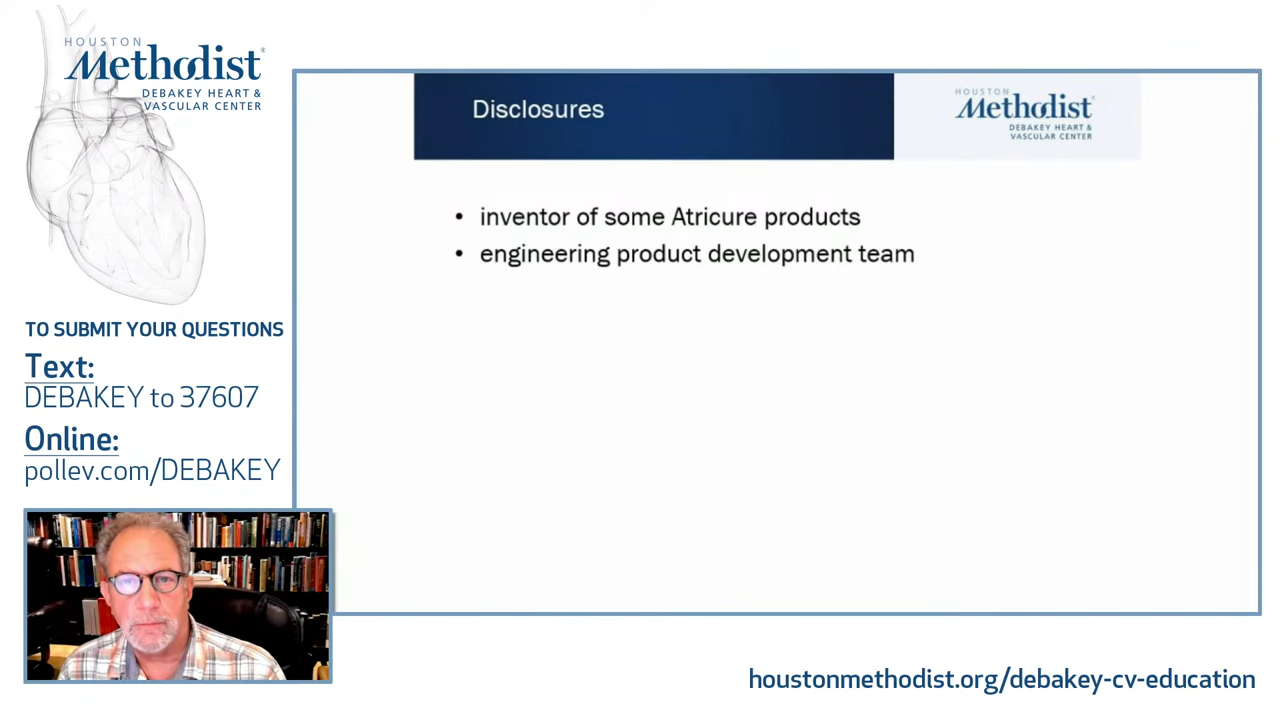 HOUSTON
Methodist®
DEBAKEY HEART &
VASCULAR CENTER
TO SUBMIT YOUR QUESTIONS
Text:
DEBAKEY to 37607
Online:
pollev.com/DEBAKEY
Disclosures
HOUSTON
Methodist
DEBAKEY HEART &
VASCULAR CENTER
• inventor of some Atricure products
• engineering product development team
houstonmethodist.org/debakey-cv-education